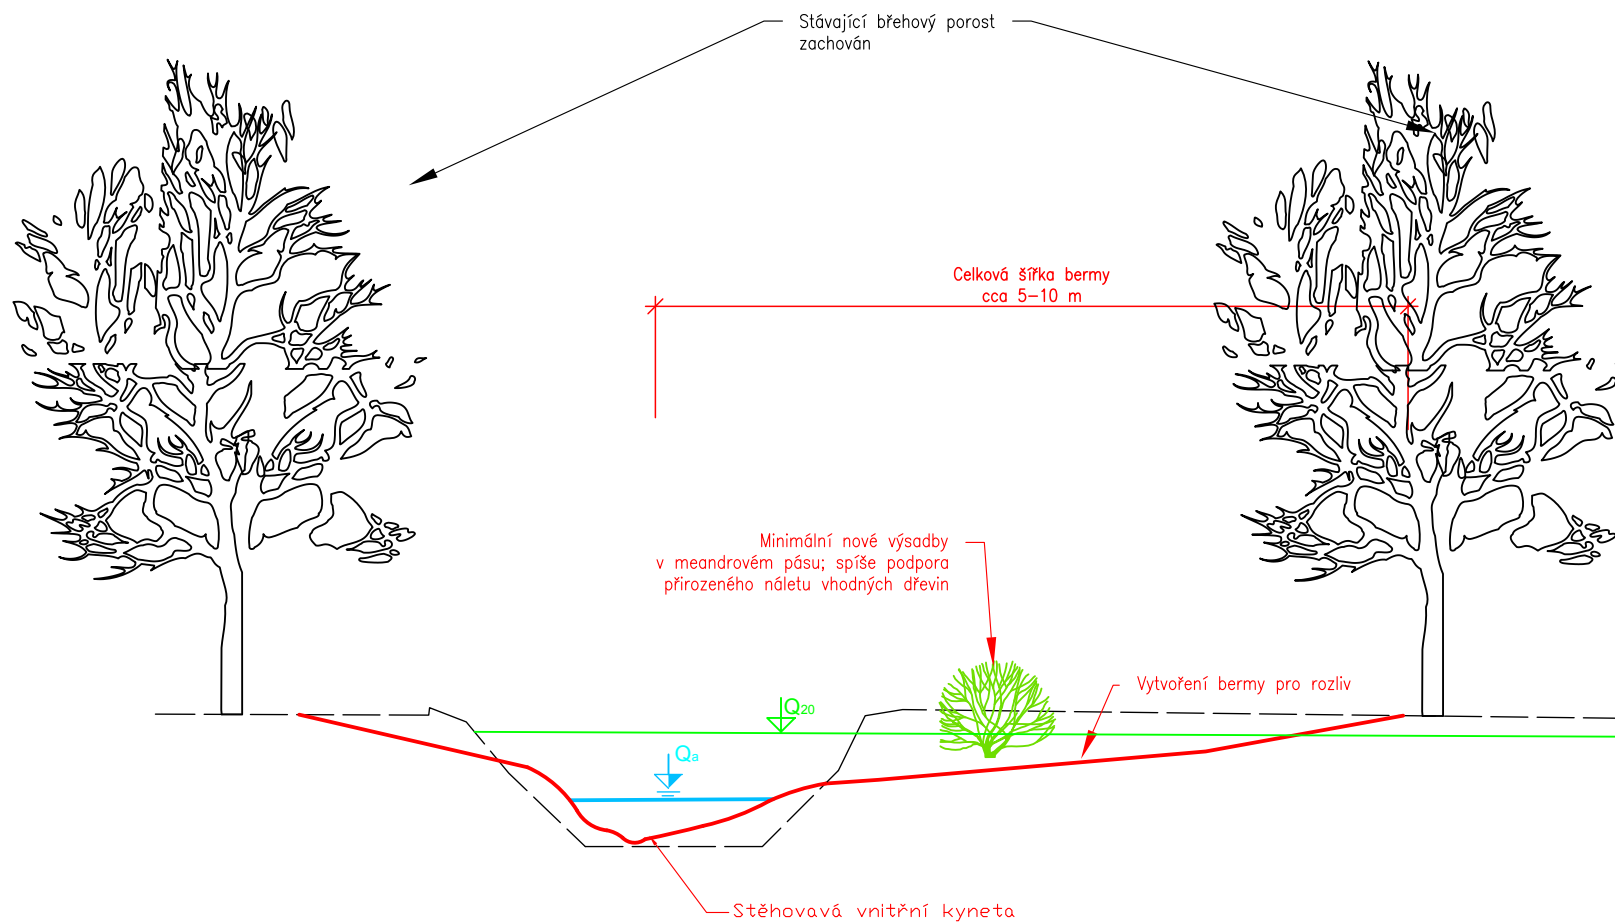 Stávající břehový porost
zachován
Celková šířka bermy
cca 5-10 m
Minimální nové výsadby
v meandrovém pásu; spíše podpora
přirozeného náletu vhodných dřevin
Vytvoření bermy pro rozliv
Q20
Qa
Stěhovavá vnitřní kyneta